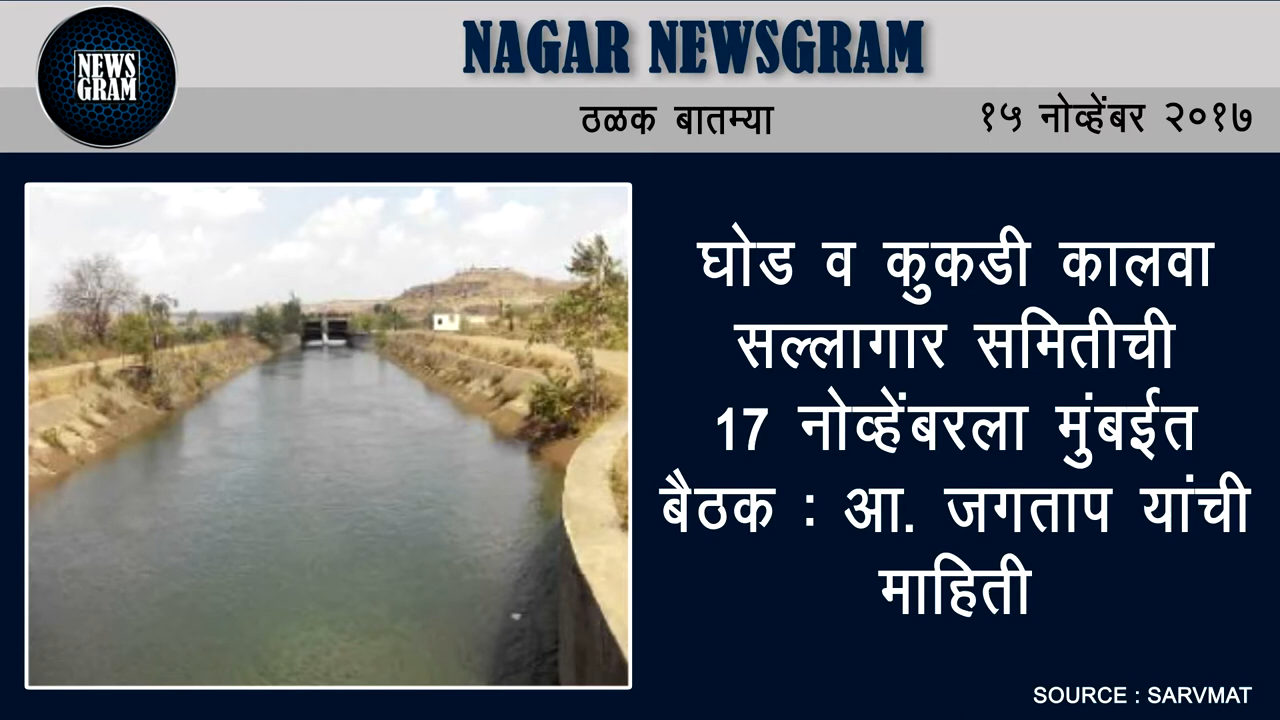 NEWS
GRAM
NAGAR NEWSGRAM
ठळक बातम्या
१५ नोव्हेंबर २०१७
घोड व कुकडी कालवा
सल्लागार समितीची
17 नोव्हेंबरला मुंबईत
बैठक : आ. जगताप यांची
माहिती
SOURCE : SARVMAT